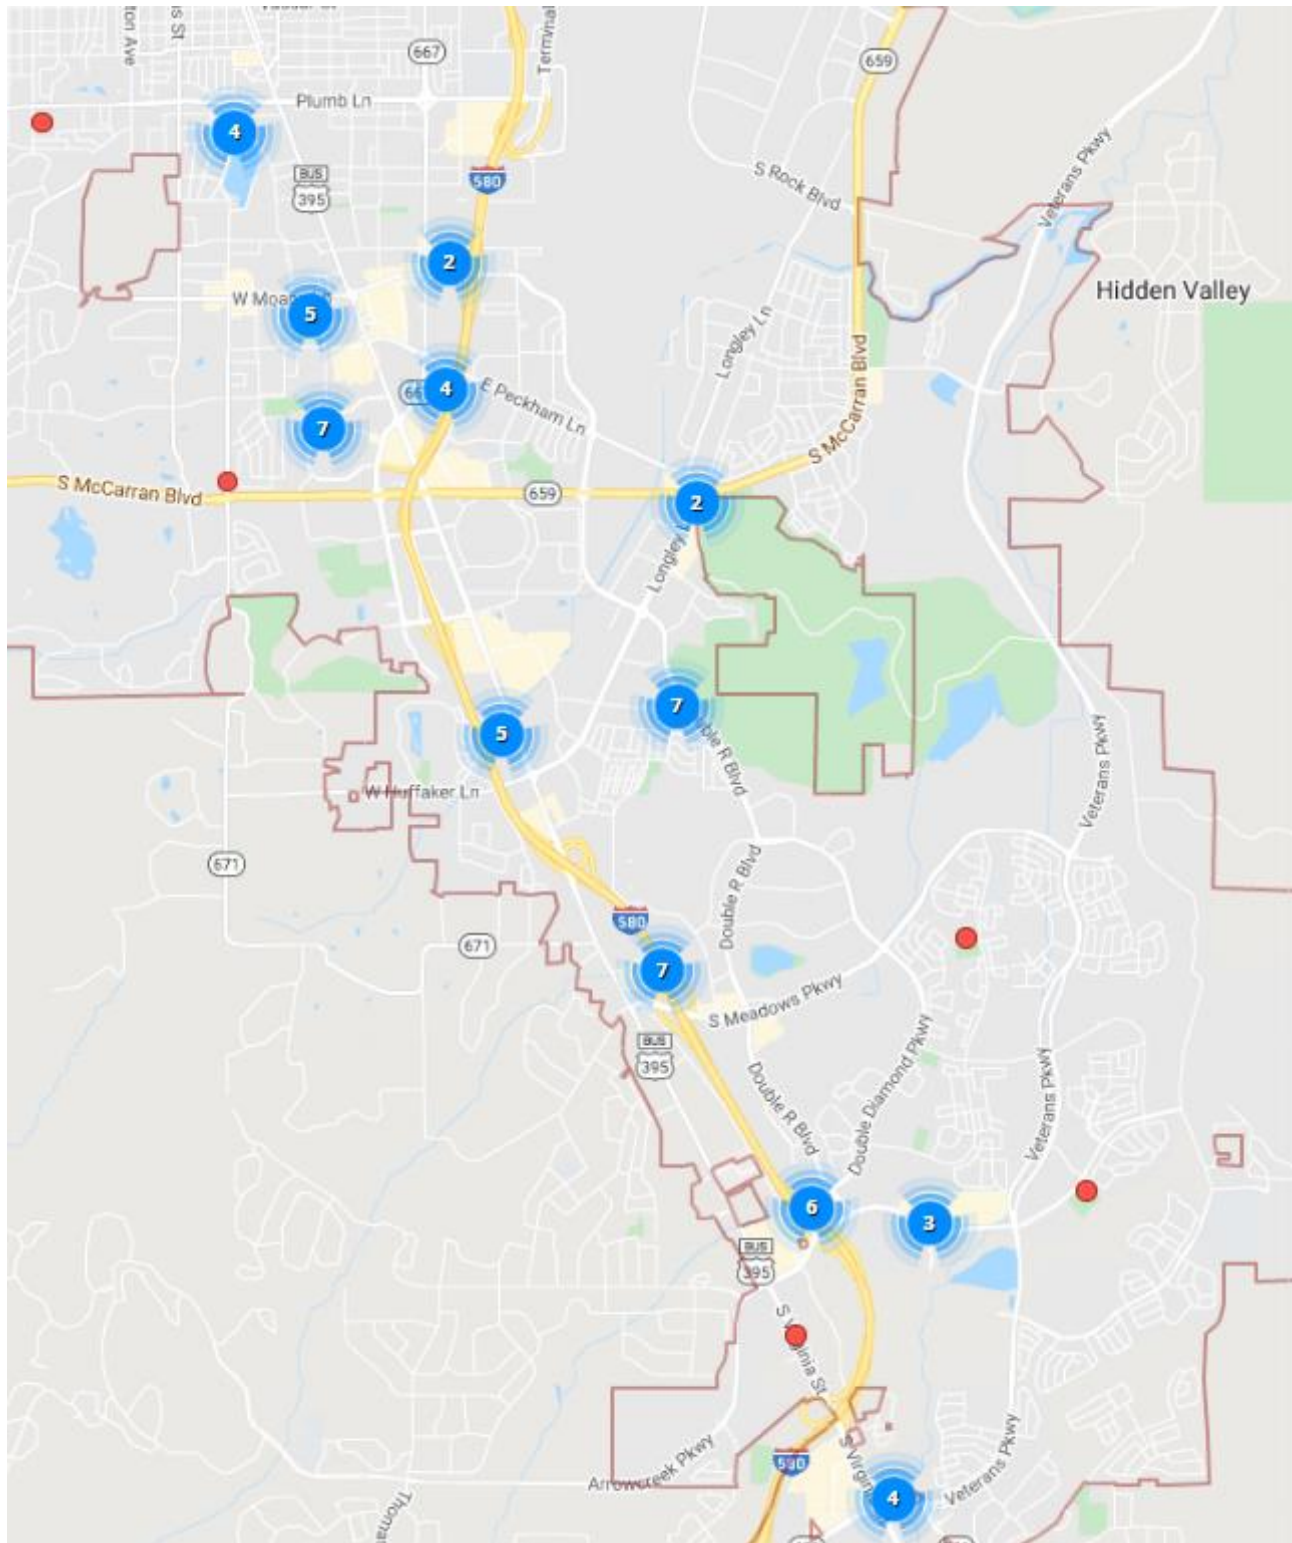 667
659
Plumb Ln
4
S Rock Blvd
Veterans Pkwy
BUS
395
580
2
Hidden Valley
5
Longley Ln
4
E Peckham Ln
7
S McCarran Blvd
S McCarran Blvd
659
2
7
5
Double R Blvd
Veterans Pkwy
W Huffaker Ln
671
Double R Blvd
580
671
7
S Meadows Pkwy
BUS
395
Double R Blvd
Double Diamond Pkwy
Veterans Pkwy
6
3
BUS
395
S Virginia St
Arrowcreek Pkwy
580
4
Veterans Pkwy